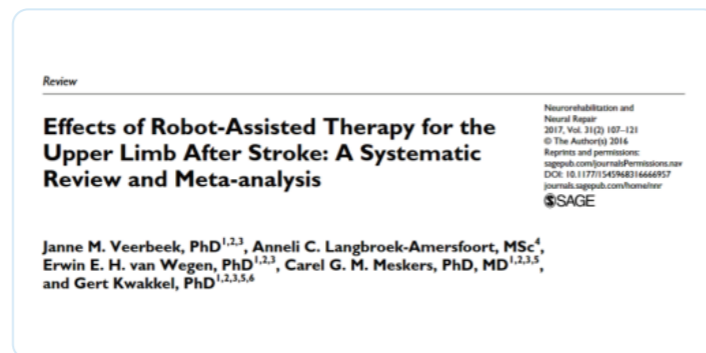 Review
Effects of Robot-Assisted Therapy for the
Upper Limb After Stroke: A Systematic
Review and Meta-analysis
Neurorehabilitation and
Neural Repair
2017, Vol. 31(2) 107–121
© The Author(s) 2016
Reprints and permissions:
sagepub.com/journalsPermissions.nav
DOI: 10.1177/1545968316666957
journals.sagepub.com/home/nnr
SAGE
Janne M. Veerbeek, PhD1,2,3, Anneli C. Langbroek-Amersfoort, MSc4,
Erwin E. H. van Wegen, PhD1,2,3, Carel G. M. Meskers, PhD, MD1,2,3,5,
and Gert Kwakkel, PhD1,2,3,5,6